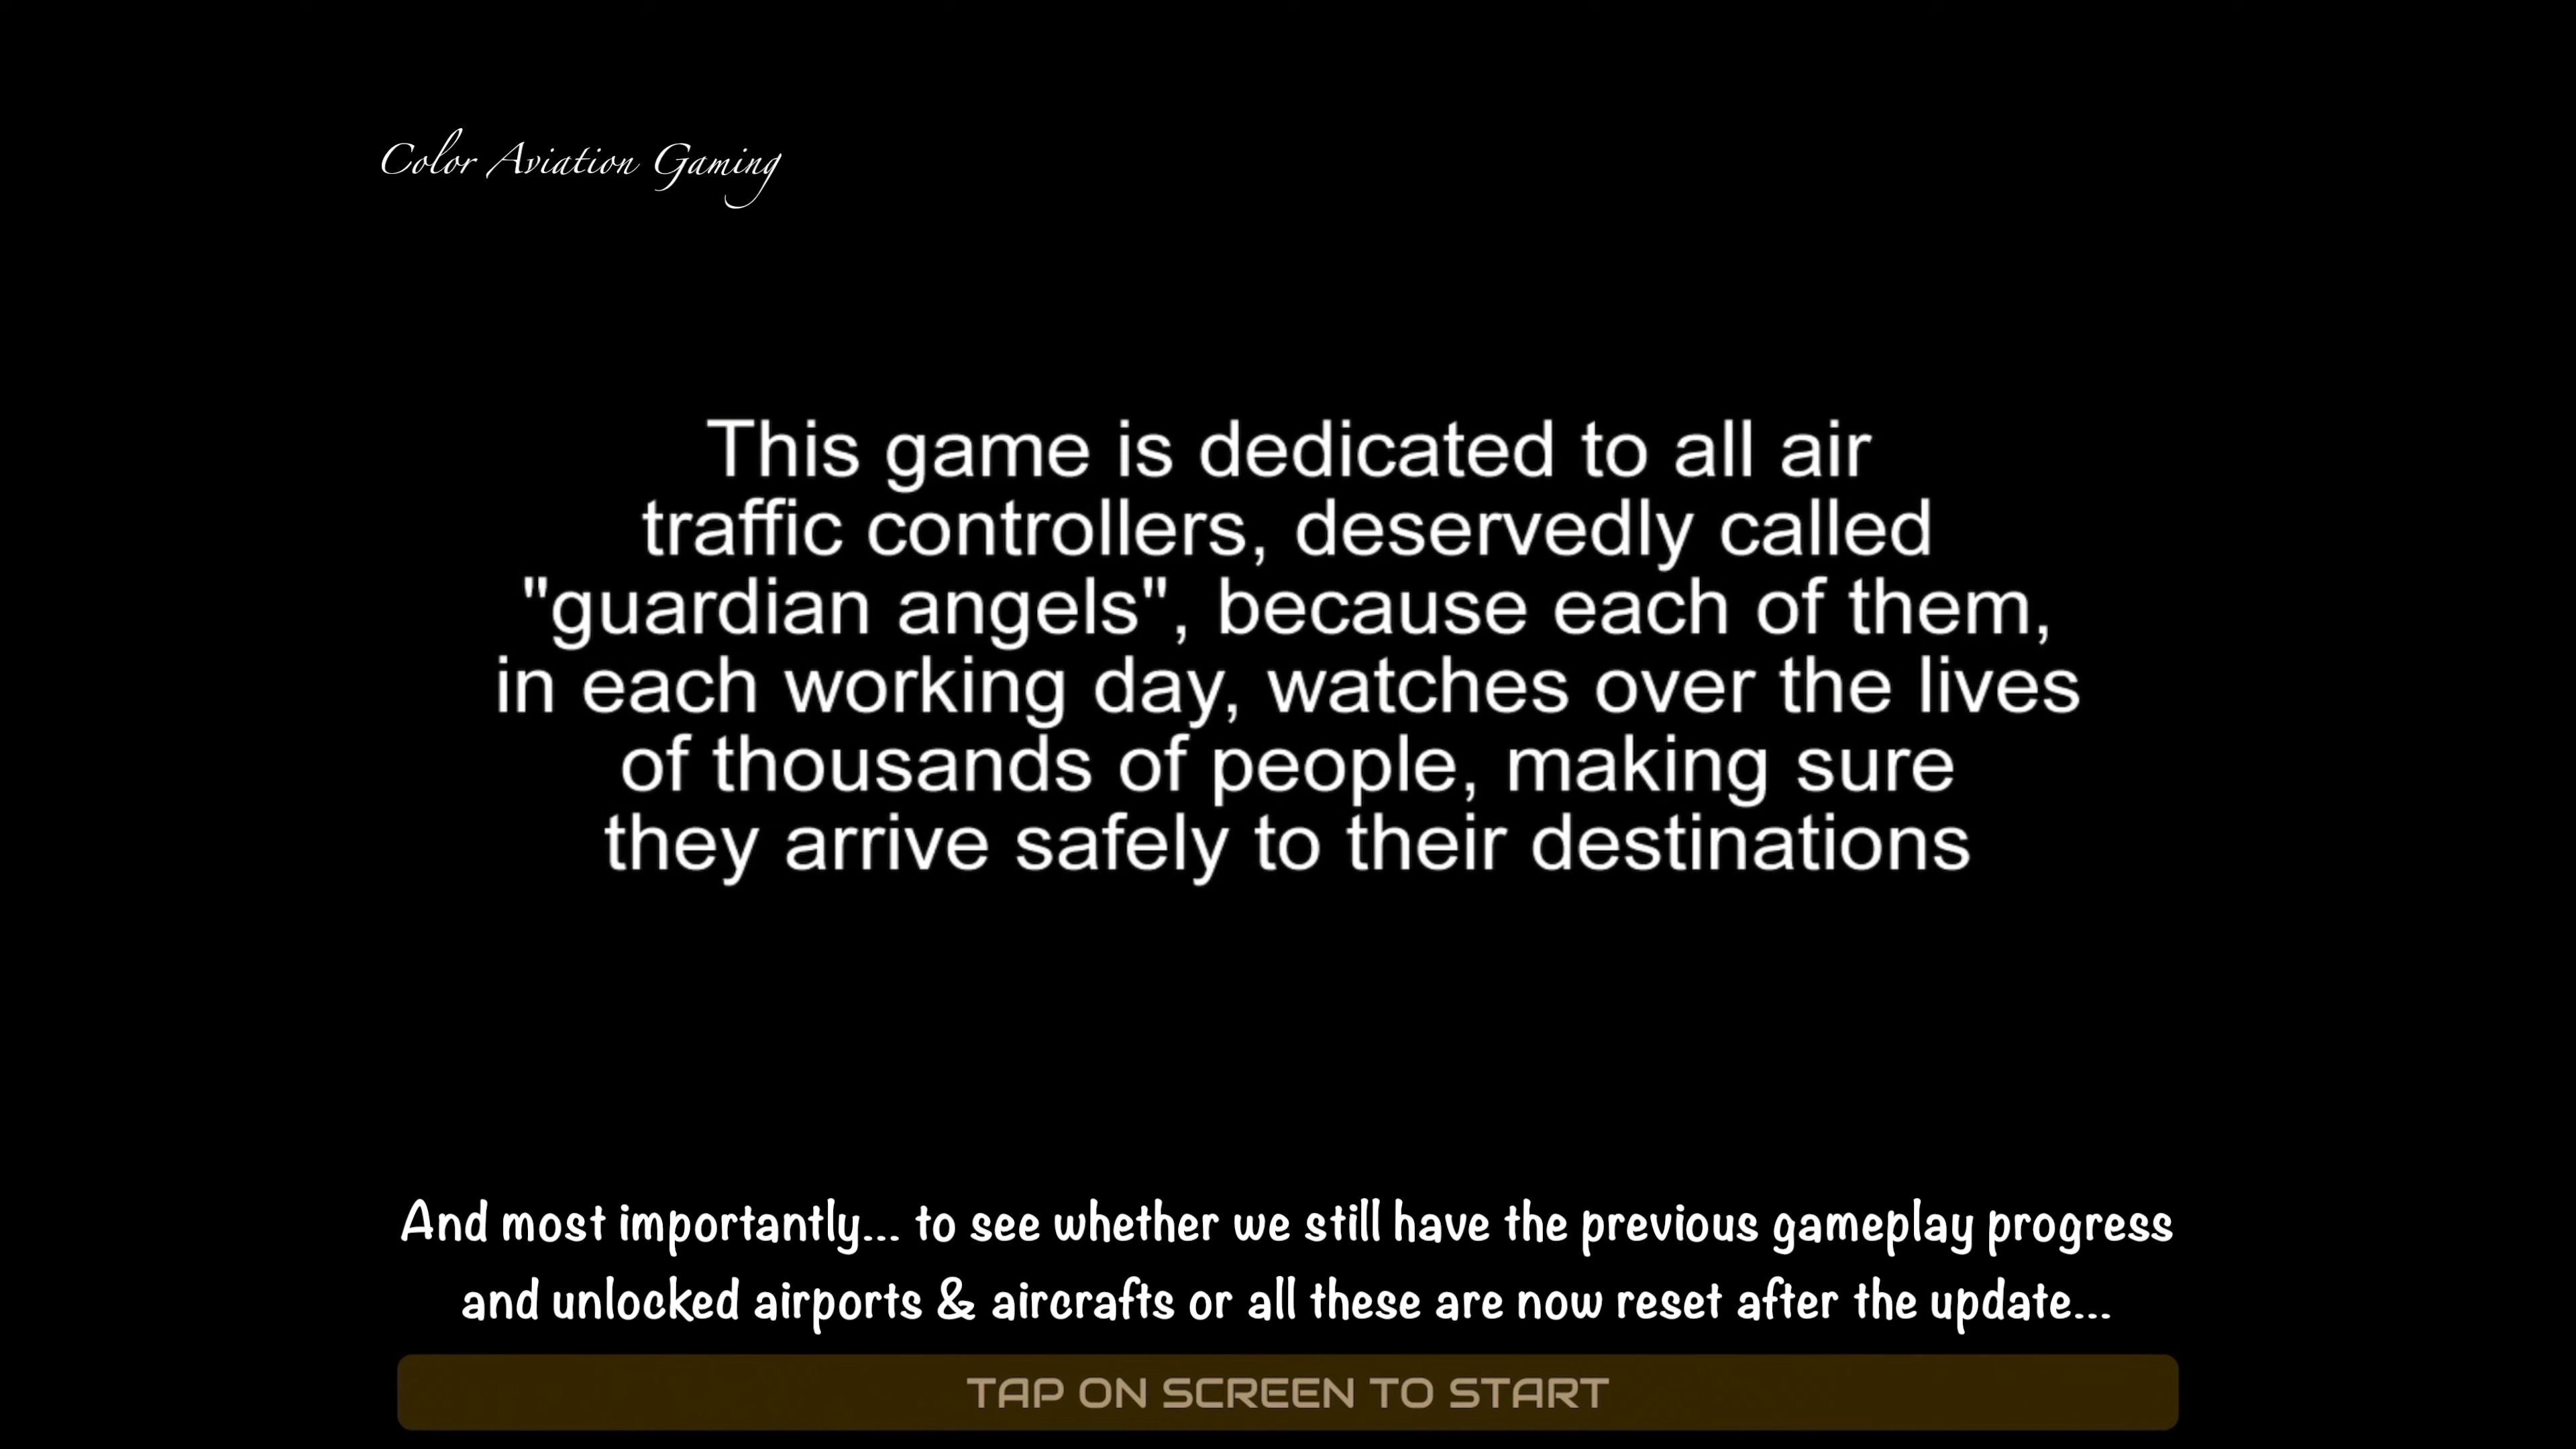 Color Aviation Gaming
This game is dedicated to all air
traffic controllers, deservedly called
"guardian angels", because each of them,
in each working day, watches over the lives
of thousands of people, making sure
they arrive safely to their destinations
And most importantly... to see whether we still have the previous gameplay progress
and unlocked airports & aircrafts or all these are now reset after the update...
TAP ON SCREEN TO START